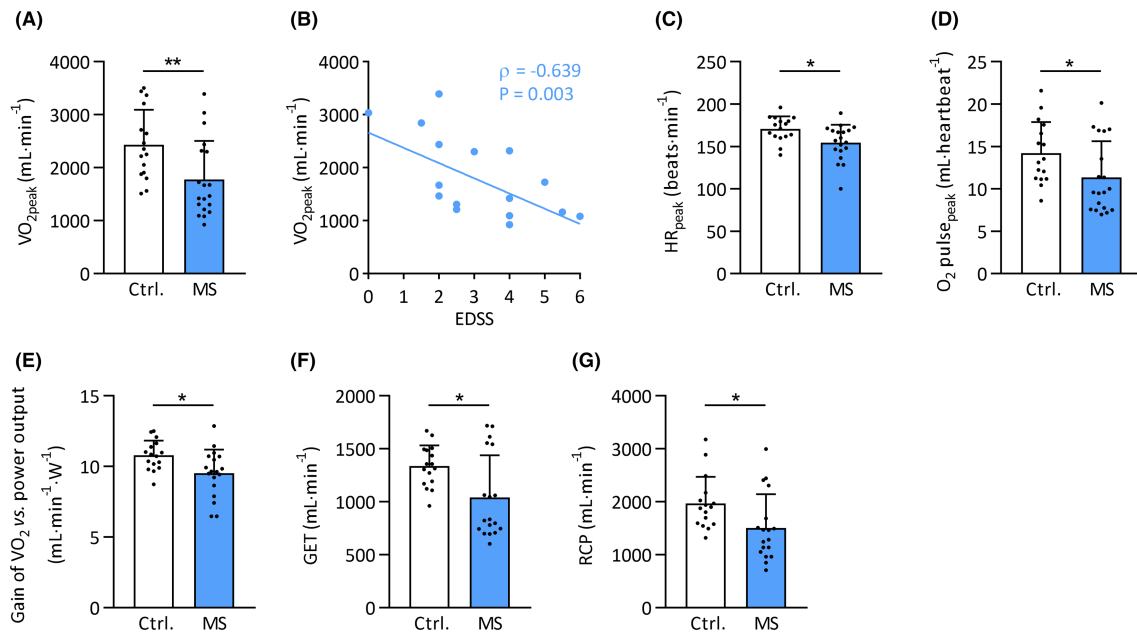 (A)
VO2peak (mL·min-1)
4000
3000
2000
1000
0
**
Ctrl.
MS
(B)
VO2peak (mL·min-1)
4000
3000
2000
1000
0
ρ = -0.639
P = 0.003
0
1
2
3
4
5
6
EDSS
(C)
HRpeak (beats·min-1)
250
200
150
100
50
0
*
Ctrl.
MS
(D)
O2 pulsepeak (mL·heartbeat-1)
25
20
15
10
5
0
*
Ctrl.
MS
(E)
Gain of VO2 vs. power output
(mL·min-1·W-1)
15
10
5
0
*
Ctrl.
MS
(F)
GET (mL·min-1)
2000
1500
1000
500
0
*
Ctrl.
MS
(G)
RCP (mL·min-1)
4000
3000
2000
1000
0
*
Ctrl.
MS